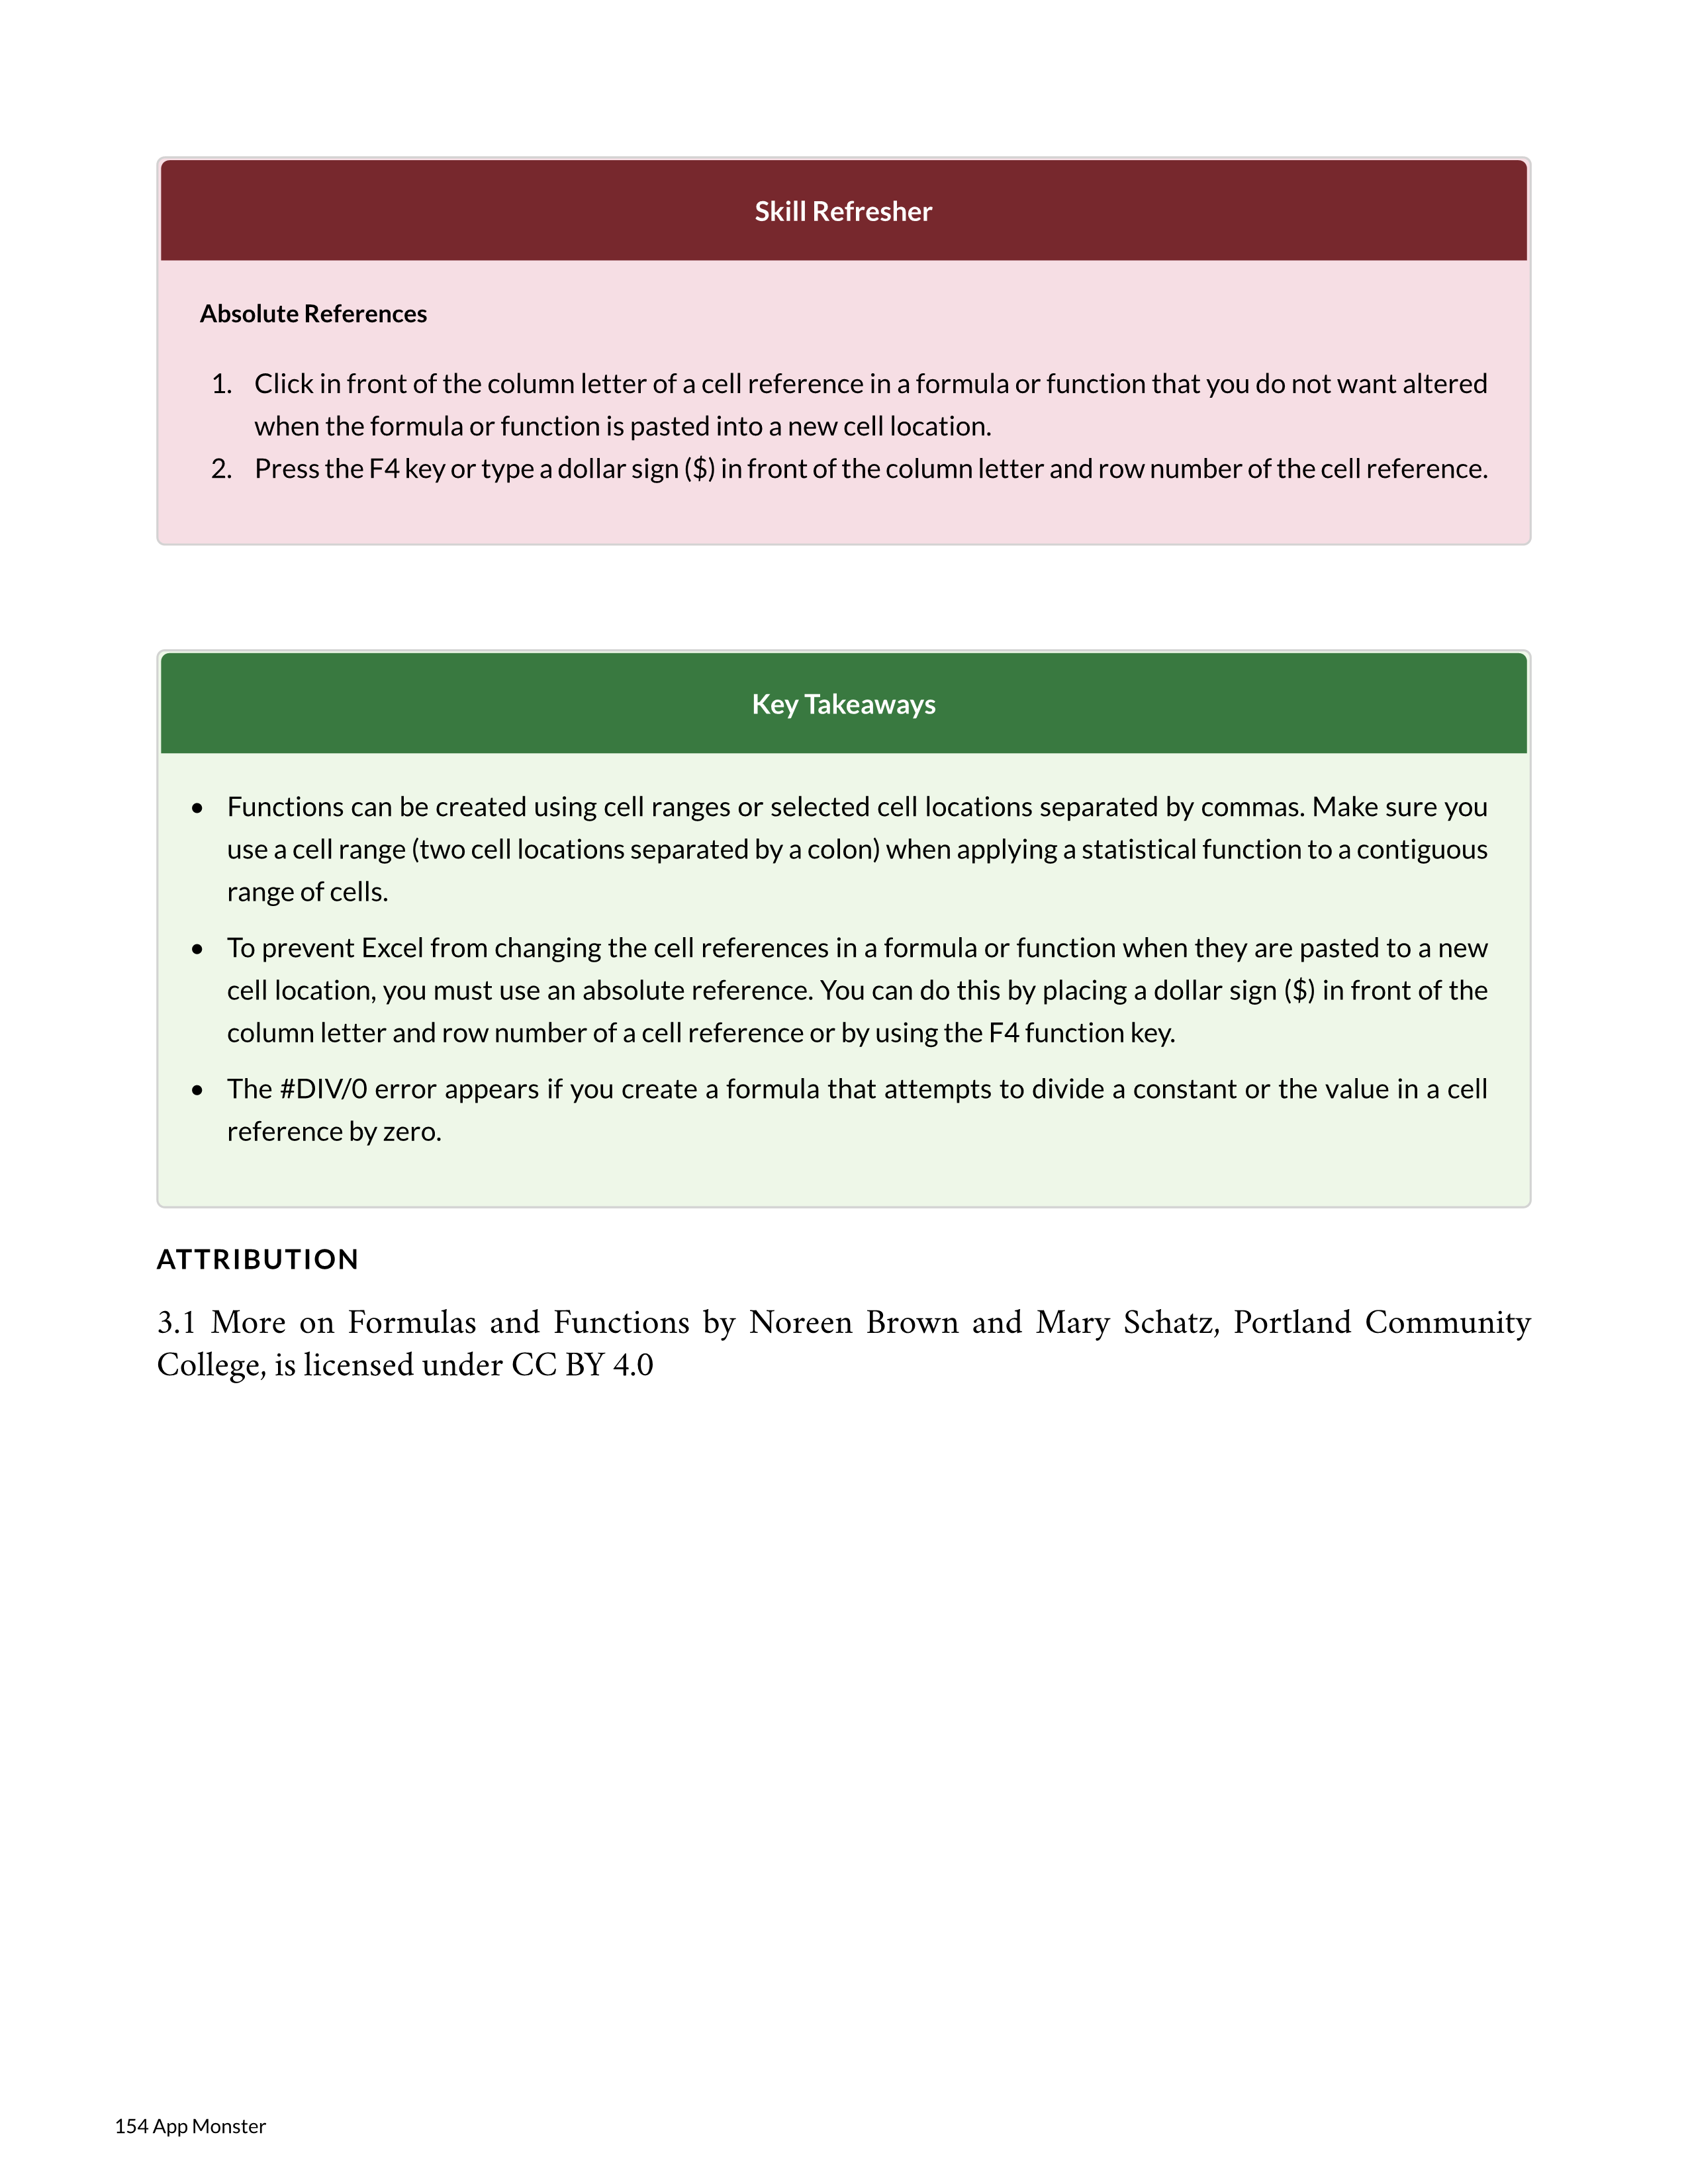 Skill Refresher
Absolute References
1. Click in front of the column letter of a cell reference in a formula or function that you do not want altered
when the formula or function is pasted into a new cell location.
2. Press the F4 key or type a dollar sign ($) in front of the column letter and row number of the cell reference.
Key Takeaways
• Functions can be created using cell ranges or selected cell locations separated by commas. Make sure you
use a cell range (two cell locations separated by a colon) when applying a statistical function to a contiguous
range of cells.
• To prevent Excel from changing the cell references in a formula or function when they are pasted to a new
cell location, you must use an absolute reference. You can do this by placing a dollar sign ($) in front of the
column letter and row number of a cell reference or by using the F4 function key.
• The #DIV/0 error appears if you create a formula that attempts to divide a constant or the value in a cell
reference by zero.
ATTRIBUTION
3.1 More on Formulas and Functions by Noreen Brown and Mary Schatz, Portland Community
College, is licensed under CC BY 4.0
154 App Monster